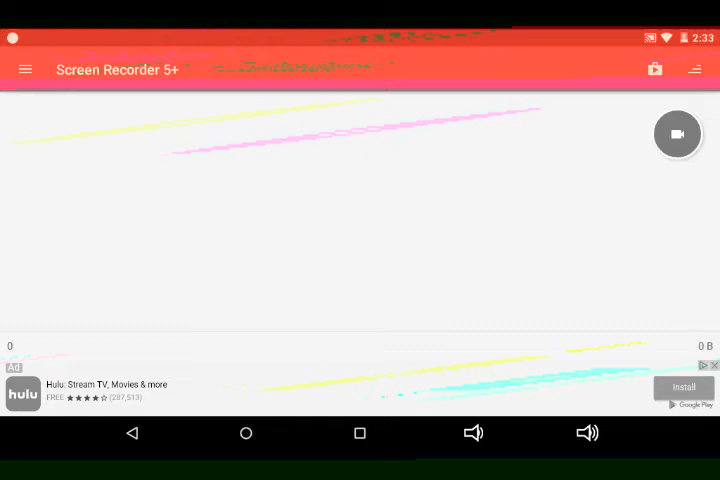 2:33
Screen Recorder 5+
0
0 B
Ad
hulu
Hulu: Stream TV, Movies & more
FREE ★★★★☆ (287,513)
Install
Google Play